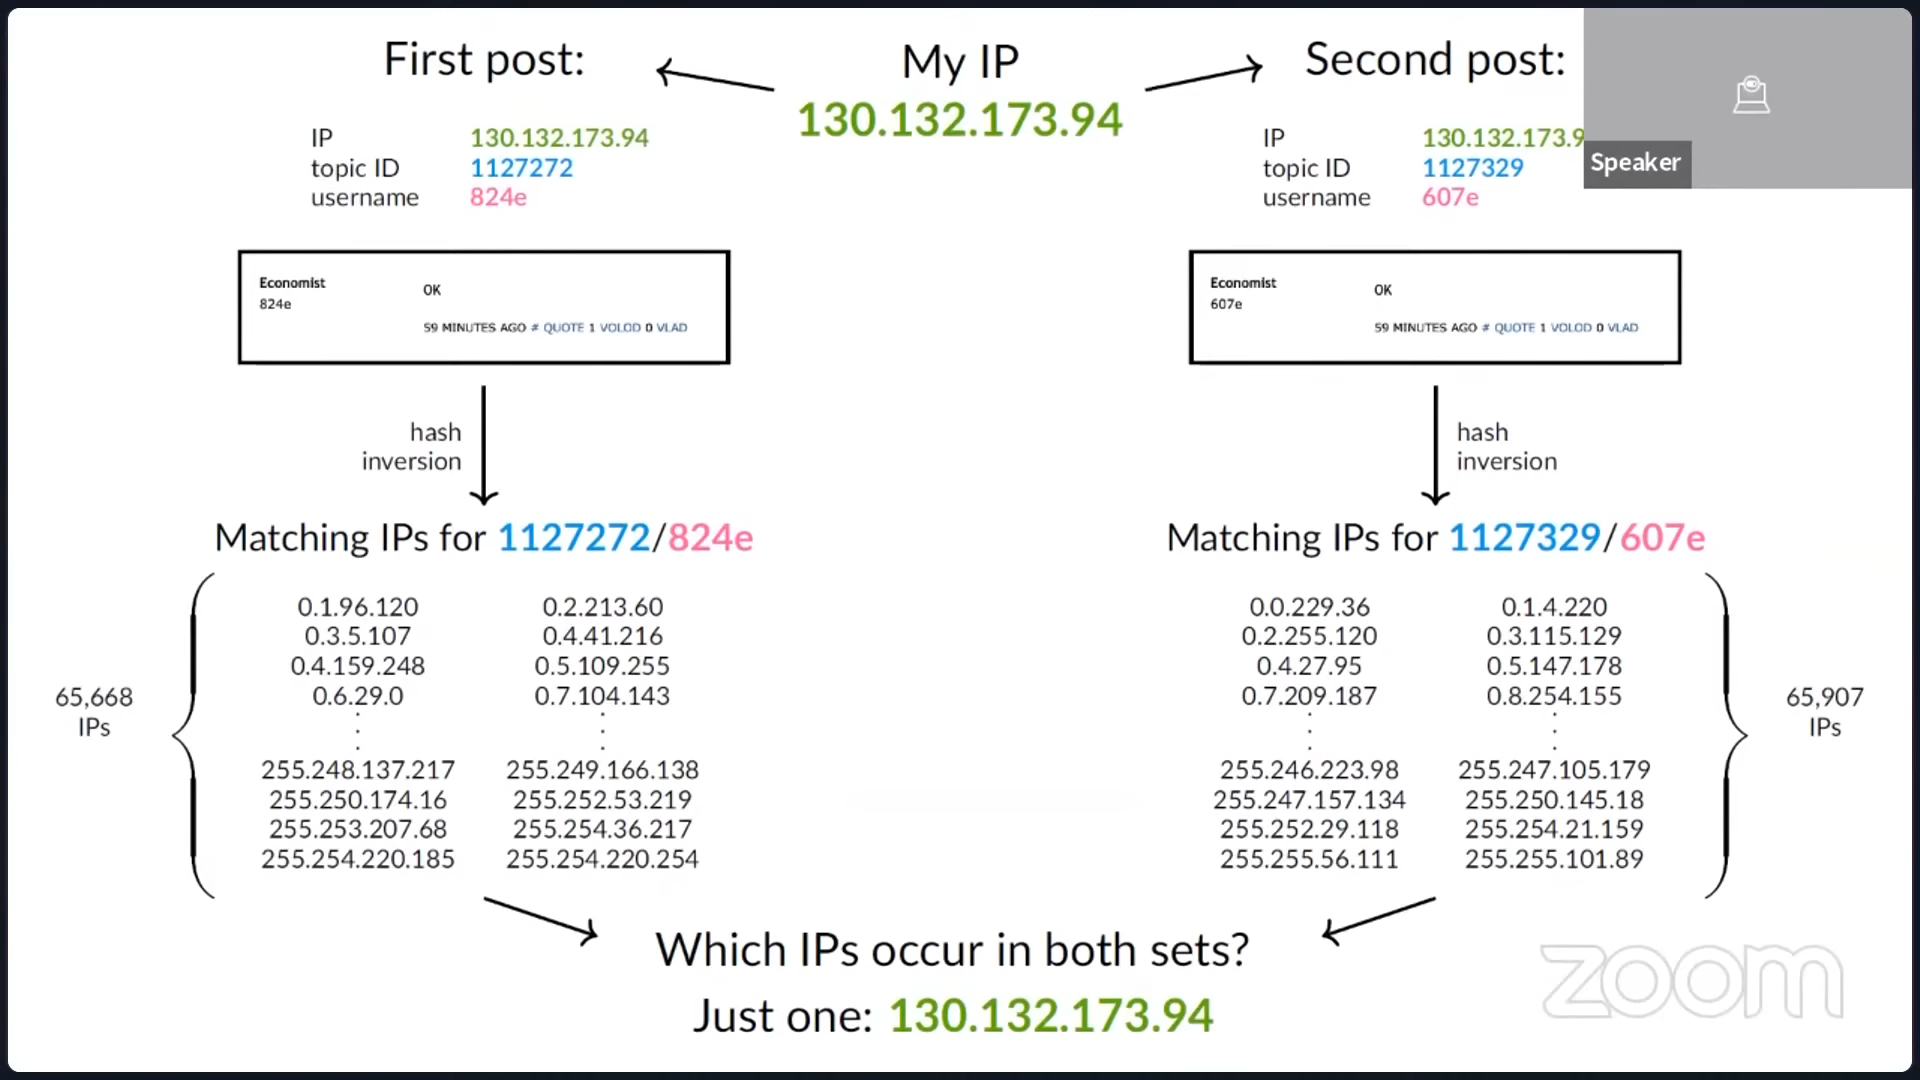 First post:
My IP
130.132.173.94
Second post:
IP 130.132.173.94
topic ID 1127272
username 824e
IP 130.132.173.9
topic ID 1127329
username 607e
Speaker
Economist
824e
OK
59 MINUTES AGO # QUOTE 1 VOLOD 0 VLAD
Economist
607e
OK
59 MINUTES AGO # QUOTE 1 VOLOD 0 VLAD
hash
inversion
hash
inversion
Matching IPs for 1127272/824e
0.1.96.120 0.2.213.60
0.3.5.107 0.4.41.216
0.4.159.248 0.5.109.255
0.6.29.0 0.7.104.143
255.248.137.217 255.249.166.138
255.250.174.16 255.252.53.219
255.253.207.68 255.254.36.217
255.254.220.185 255.254.220.254
65,668
IPs
Matching IPs for 1127329/607e
0.0.229.36 0.1.4.220
0.2.255.120 0.3.115.129
0.4.27.95 0.5.147.178
0.7.209.187 0.8.254.155
255.246.223.98 255.247.105.179
255.247.157.134 255.250.145.18
255.252.29.118 255.254.21.159
255.255.56.111 255.255.101.89
65,907
IPs
Which IPs occur in both sets?
Just one: 130.132.173.94
zoom